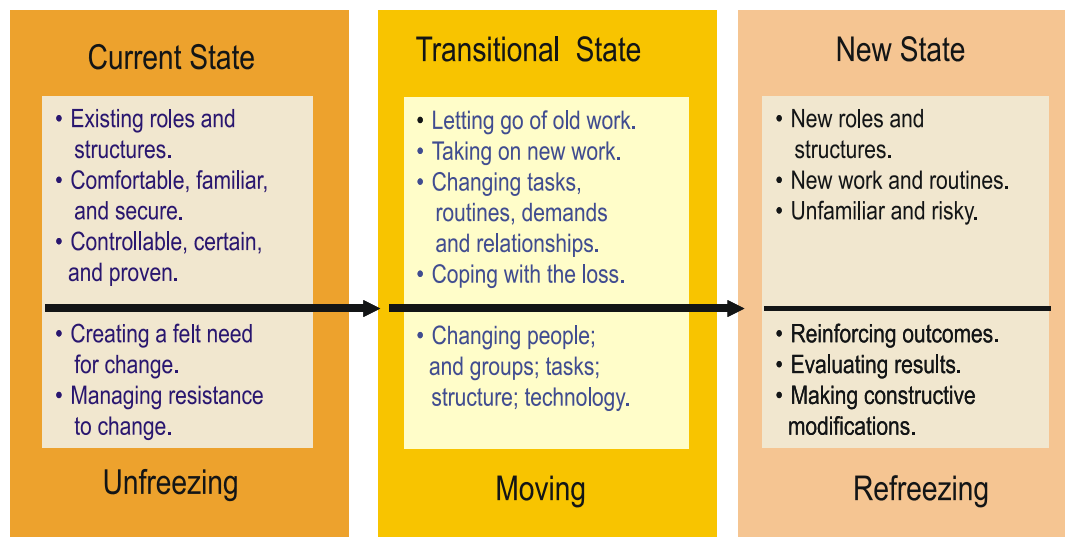 Current State
• Existing roles and
structures.
• Comfortable, familiar,
and secure.
• Controllable, certain,
and proven.
• Creating a felt need
for change.
• Managing resistance
to change.
Unfreezing
Transitional State
• Letting go of old work.
• Taking on new work.
• Changing tasks,
routines, demands
and relationships.
• Coping with the loss.
• Changing people;
and groups; tasks;
structure; technology.
Moving
New State
• New roles and
structures.
• New work and routines.
• Unfamiliar and risky.
• Reinforcing outcomes.
• Evaluating results.
• Making constructive
modifications.
Refreezing